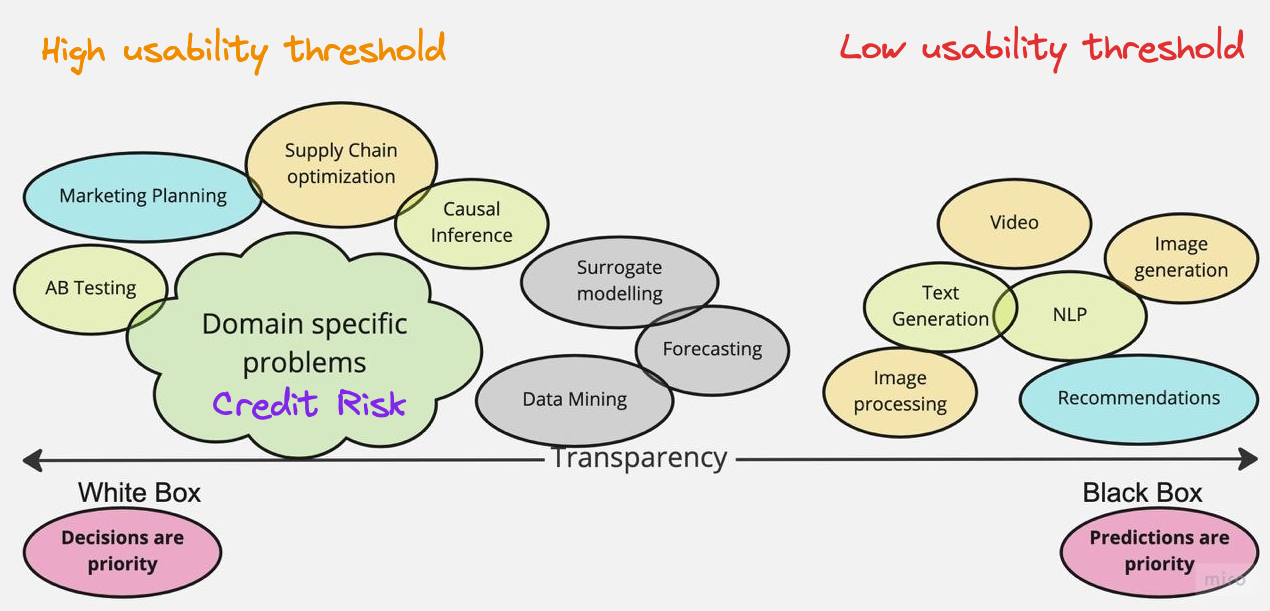 High usability threshold
Low usability threshold
Supply Chain
optimization
Marketing Planning
Causal
Inference
AB Testing
Domain specific
problems
Credit Risk
Surrogate
modelling
Forecasting
Data Mining
Video
Image
generation
Text
Generation
NLP
Image
processing
Recommendations
Transparency
White Box
Black Box
Decisions are
priority
Predictions are
priority
miro